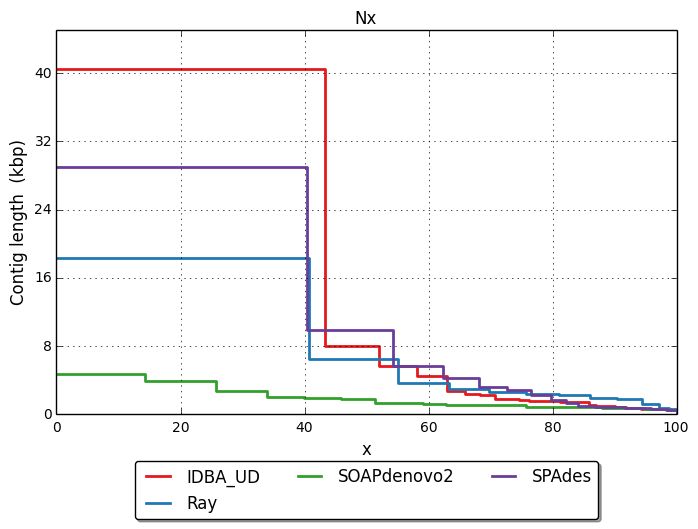 Nx
40
32
24
16
8
0
Contig length (kbp)
0 20 40 60 80 100
x
IDBA_UD SOAPdenovo2 SPAdes
Ray